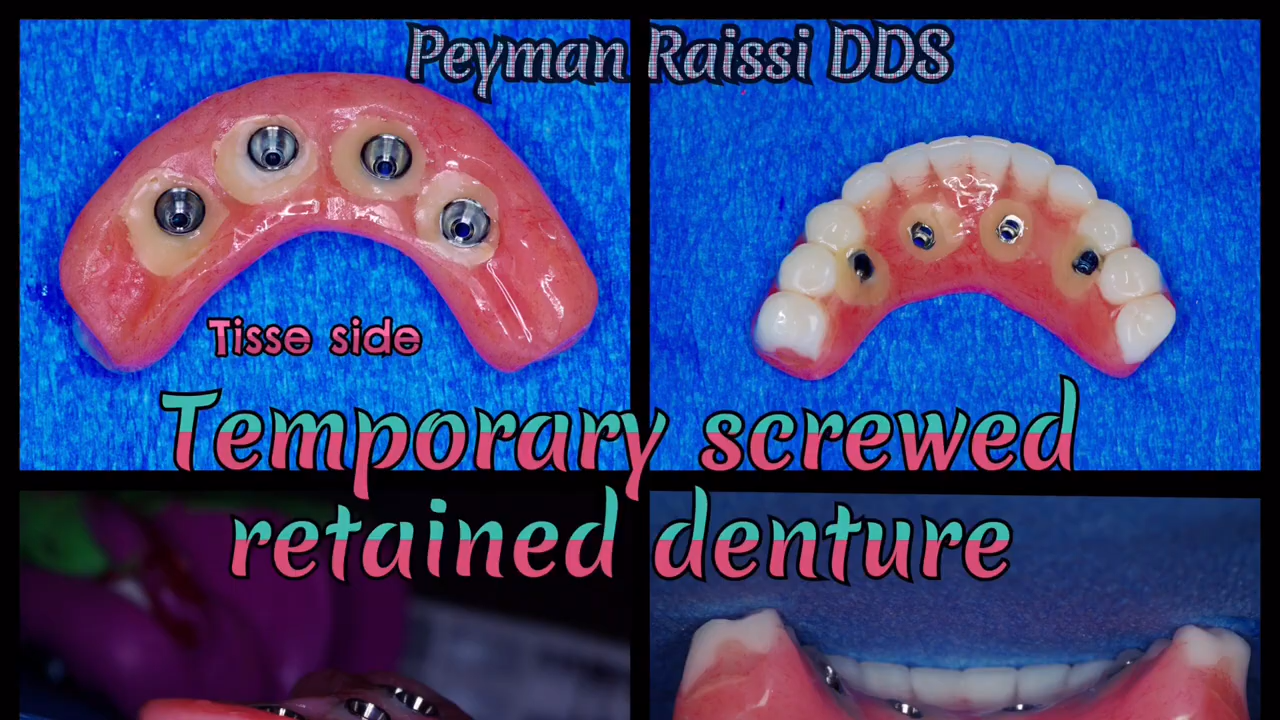 Peyman Raissi DDS
Tisse side
Temporary screwed
retained denture